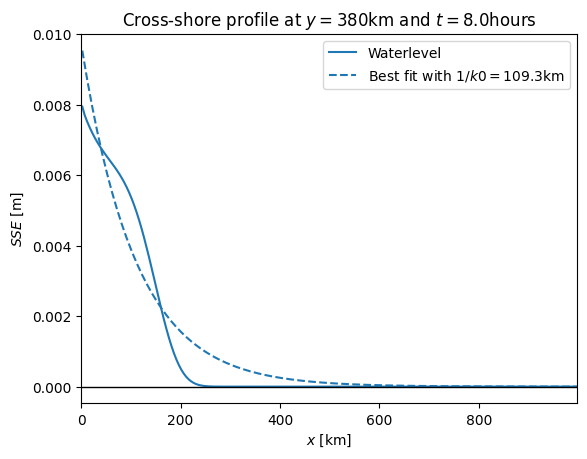 Cross-shore profile at y = 380km and t = 8.0hours
0.010
0.008
0.006
0.004
0.002
0.000
SSE [m]
Waterlevel
Best fit with 1/k0 = 109.3km
0 200 400 600 800
x [km]